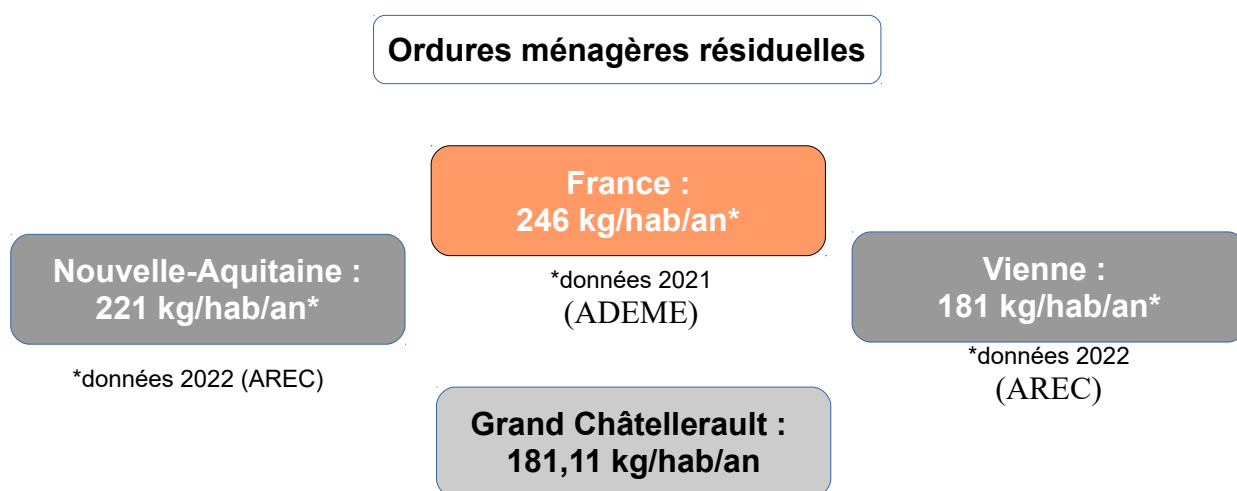 Ordures ménagères résiduelles
France :
246 kg/hab/an*
*données 2021
(ADEME)
Nouvelle-Aquitaine :
221 kg/hab/an*
*données 2022 (AREC)
Vienne :
181 kg/hab/an*
*données 2022
(AREC)
Grand Châtellerault :
181,11 kg/hab/an